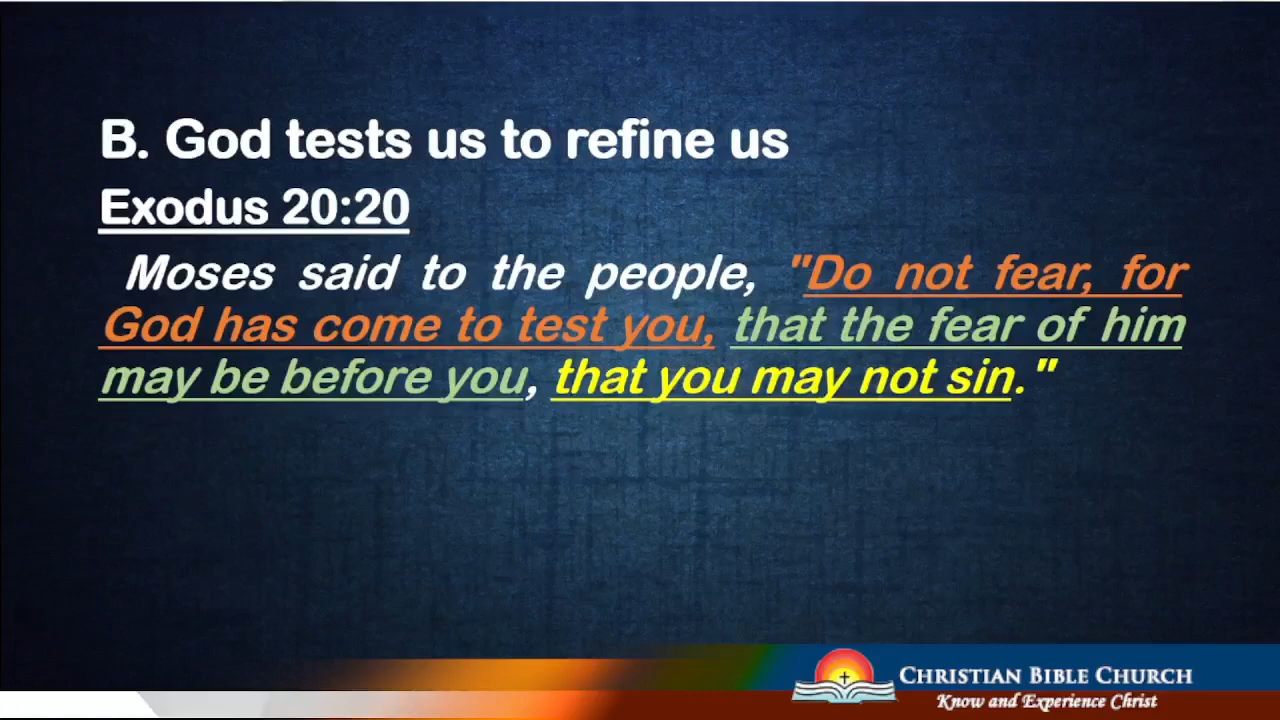 B. God tests us to refine us
Exodus 20:20
Moses said to the people, "Do not fear, for
God has come to test you, that the fear of him
may be before you, that you may not sin."
CHRISTIAN BIBLE CHURCH
Know and Experience Christ